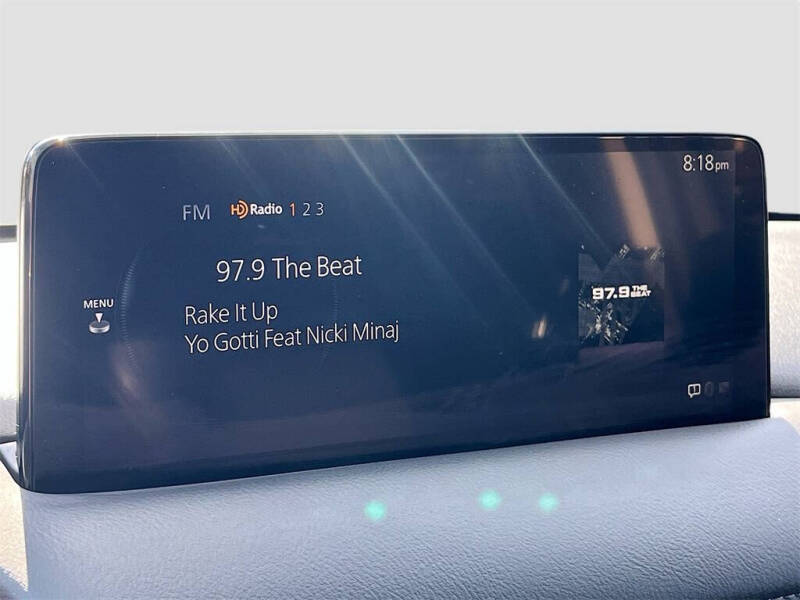 8:18pm
FM HD Radio 1 2 3
97.9 The Beat
MENU
Rake It Up
Yo Gotti Feat Nicki Minaj
97.9 THE BEAT